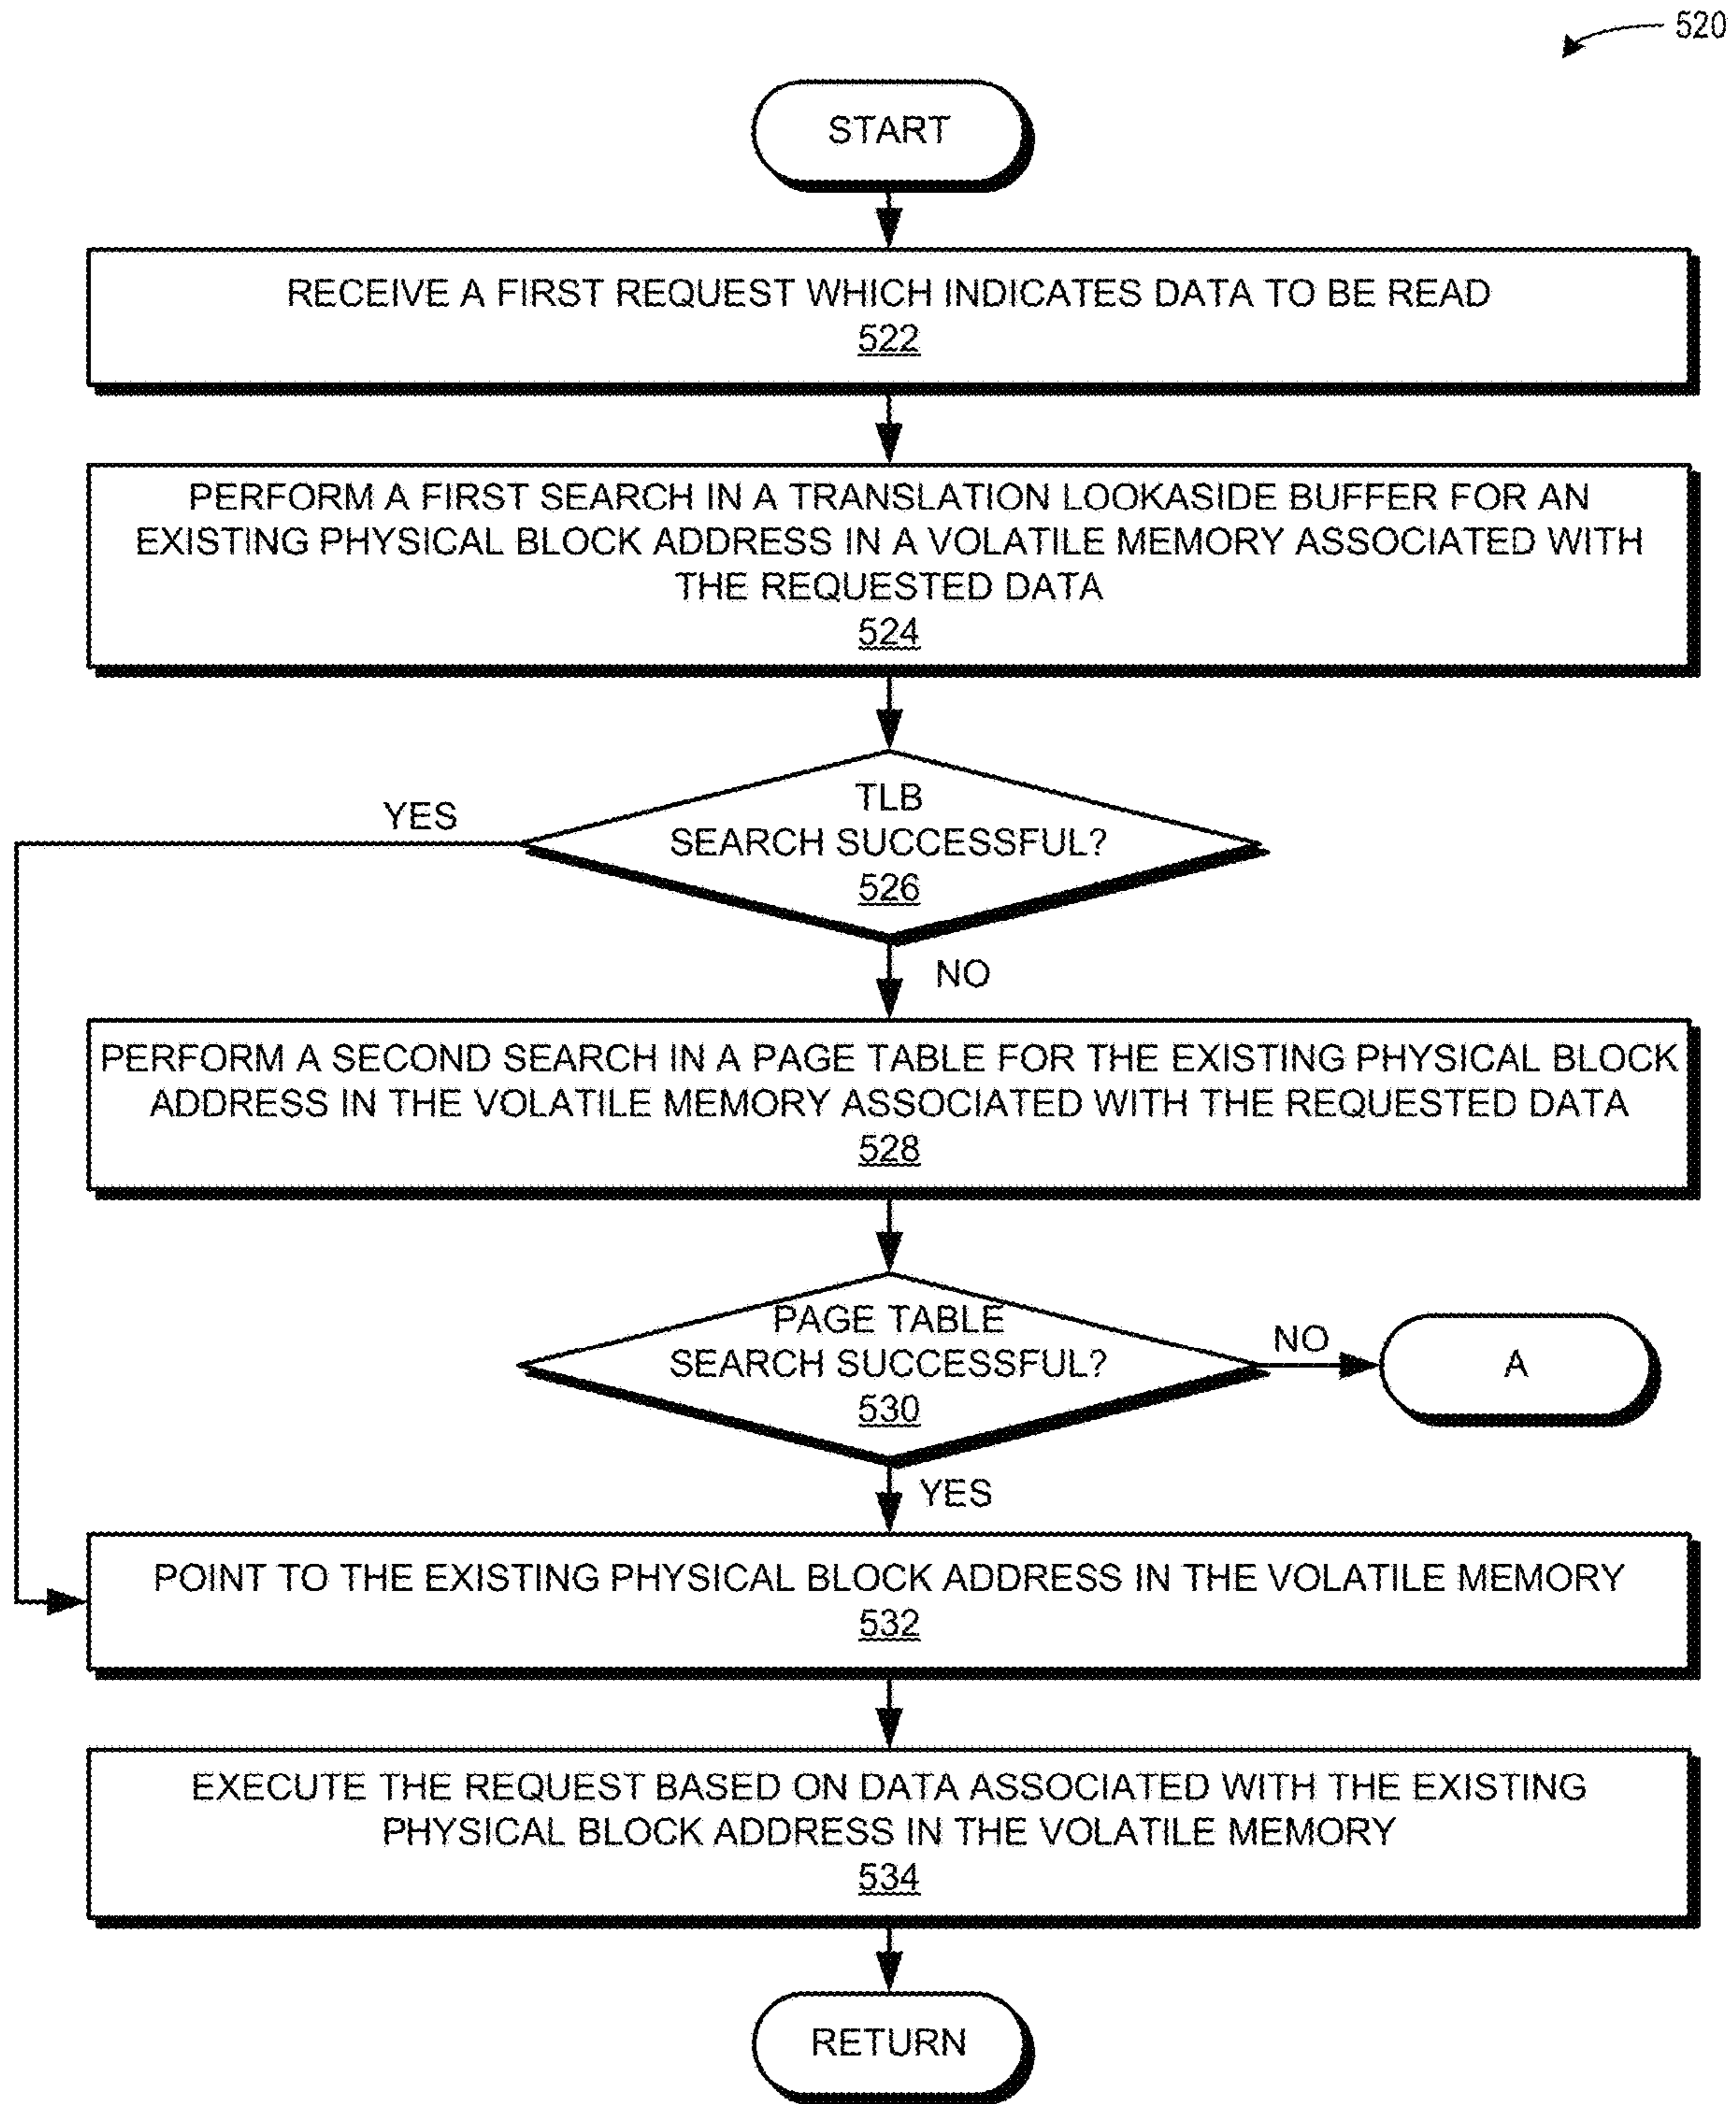 520
START
RECEIVE A FIRST REQUEST WHICH INDICATES DATA TO BE READ
522
PERFORM A FIRST SEARCH IN A TRANSLATION LOOKASIDE BUFFER FOR AN
EXISTING PHYSICAL BLOCK ADDRESS IN A VOLATILE MEMORY ASSOCIATED WITH
THE REQUESTED DATA
524
TLB
SEARCH SUCCESSFUL?
526
YES
NO
PERFORM A SECOND SEARCH IN A PAGE TABLE FOR THE EXISTING PHYSICAL BLOCK
ADDRESS IN THE VOLATILE MEMORY ASSOCIATED WITH THE REQUESTED DATA
528
PAGE TABLE
SEARCH SUCCESSFUL?
530
NO
A
YES
POINT TO THE EXISTING PHYSICAL BLOCK ADDRESS IN THE VOLATILE MEMORY
532
EXECUTE THE REQUEST BASED ON DATA ASSOCIATED WITH THE EXISTING
PHYSICAL BLOCK ADDRESS IN THE VOLATILE MEMORY
534
RETURN